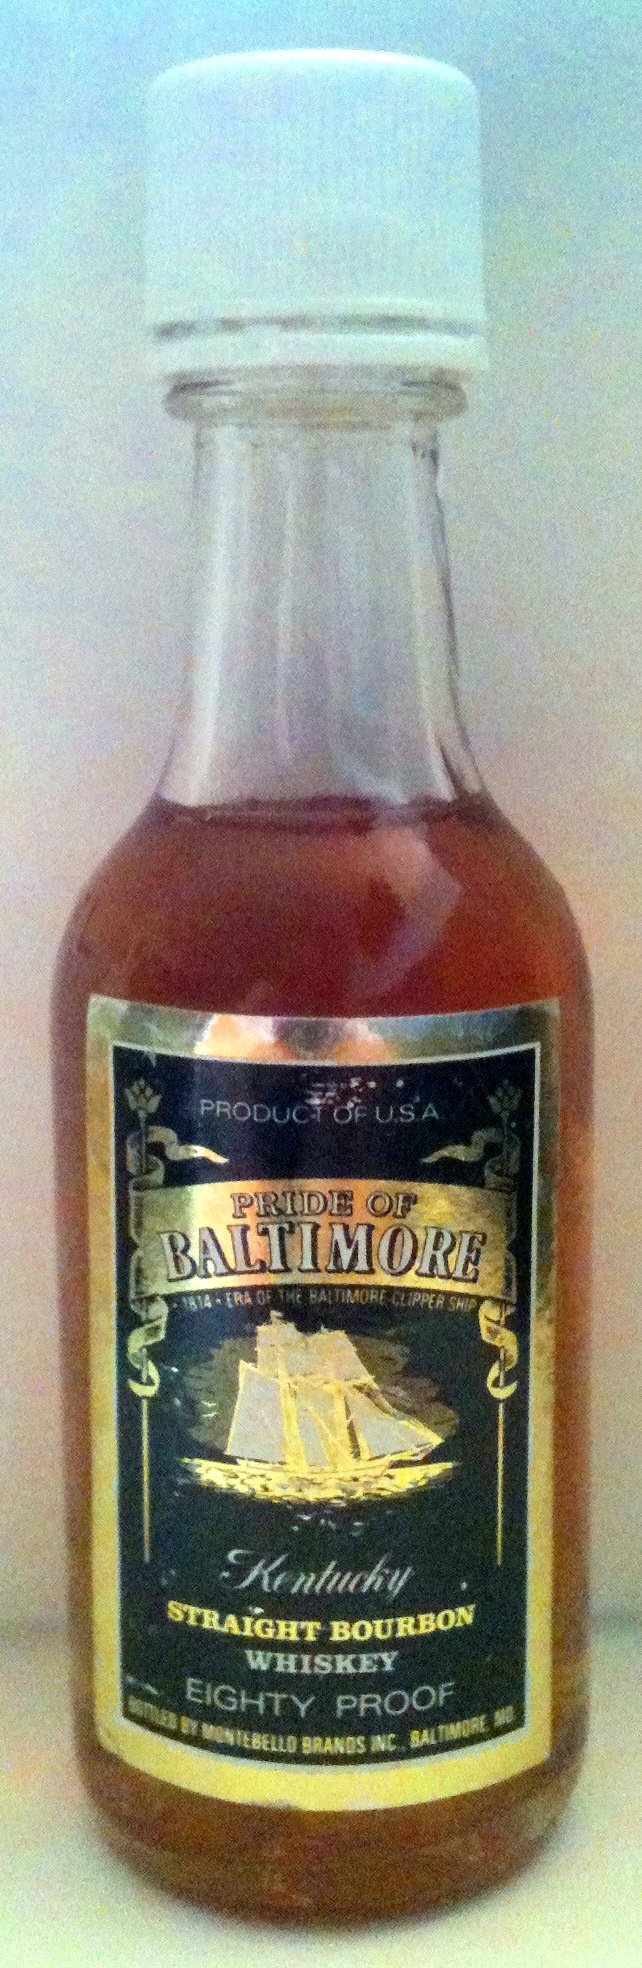 PRODUCT OF U.S.A
PRIDE OF
BALTIMORE
1814 • ERA OF THE BALTIMORE CLIPPER SHIP
Kentucky
STRAIGHT BOURBON
WHISKEY
EIGHTY PROOF
BOTTLED BY MONTEBELLO BRANDS INC., BALTIMORE, MD.